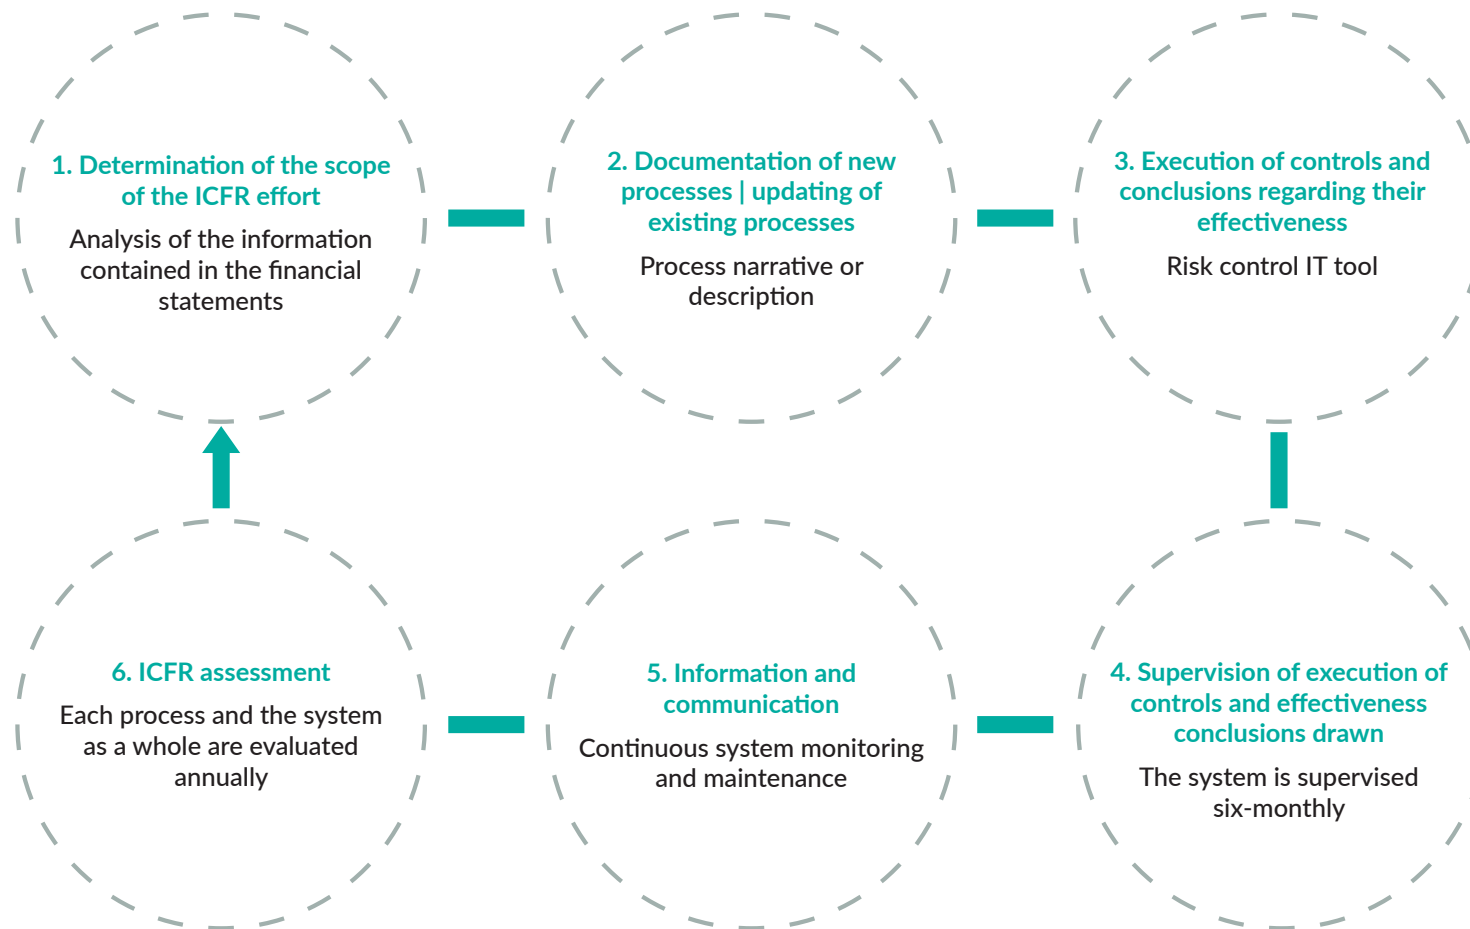 1. Determination of the scope
of the ICFR effort
Analysis of the information
contained in the financial
statements
2. Documentation of new
processes | updating of
existing processes
Process narrative or
description
3. Execution of controls and
conclusions regarding their
effectiveness
Risk control IT tool
4. Supervision of execution of
controls and effectiveness
conclusions drawn
The system is supervised
six-monthly
5. Information and
communication
Continuous system monitoring
and maintenance
6. ICFR assessment
Each process and the system
as a whole are evaluated
annually